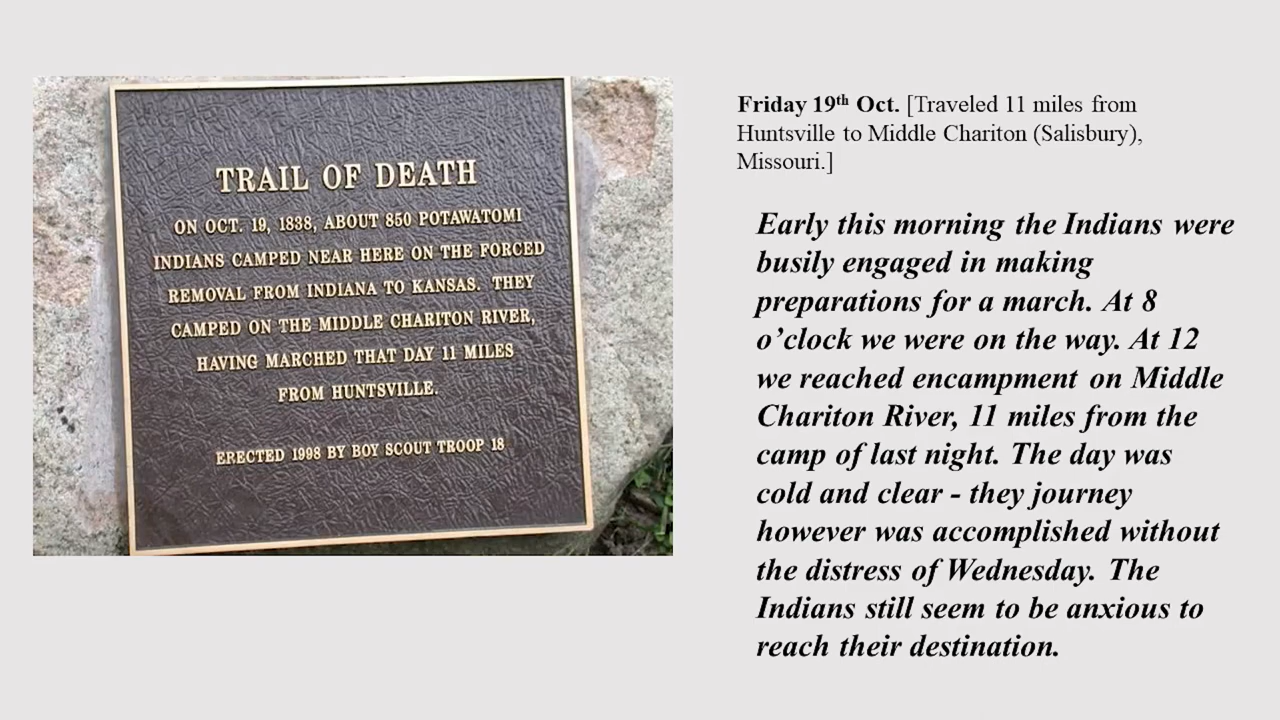 TRAIL OF DEATH
ON OCT. 19, 1838, ABOUT 850 POTAWATOMI
INDIANS CAMPED NEAR HERE ON THE FORCED
REMOVAL FROM INDIANA TO KANSAS. THEY
CAMPED ON THE MIDDLE CHARITON RIVER,
HAVING MARCHED THAT DAY 11 MILES
FROM HUNTSVILLE.
ERECTED 1998 BY BOY SCOUT TROOP 18
Friday 19th Oct. [Traveled 11 miles from
Huntsville to Middle Chariton (Salisbury),
Missouri.]
Early this morning the Indians were
busily engaged in making
preparations for a march. At 8
o’clock we were on the way. At 12
we reached encampment on Middle
Chariton River, 11 miles from the
camp of last night. The day was
cold and clear - they journey
however was accomplished without
the distress of Wednesday. The
Indians still seem to be anxious to
reach their destination.